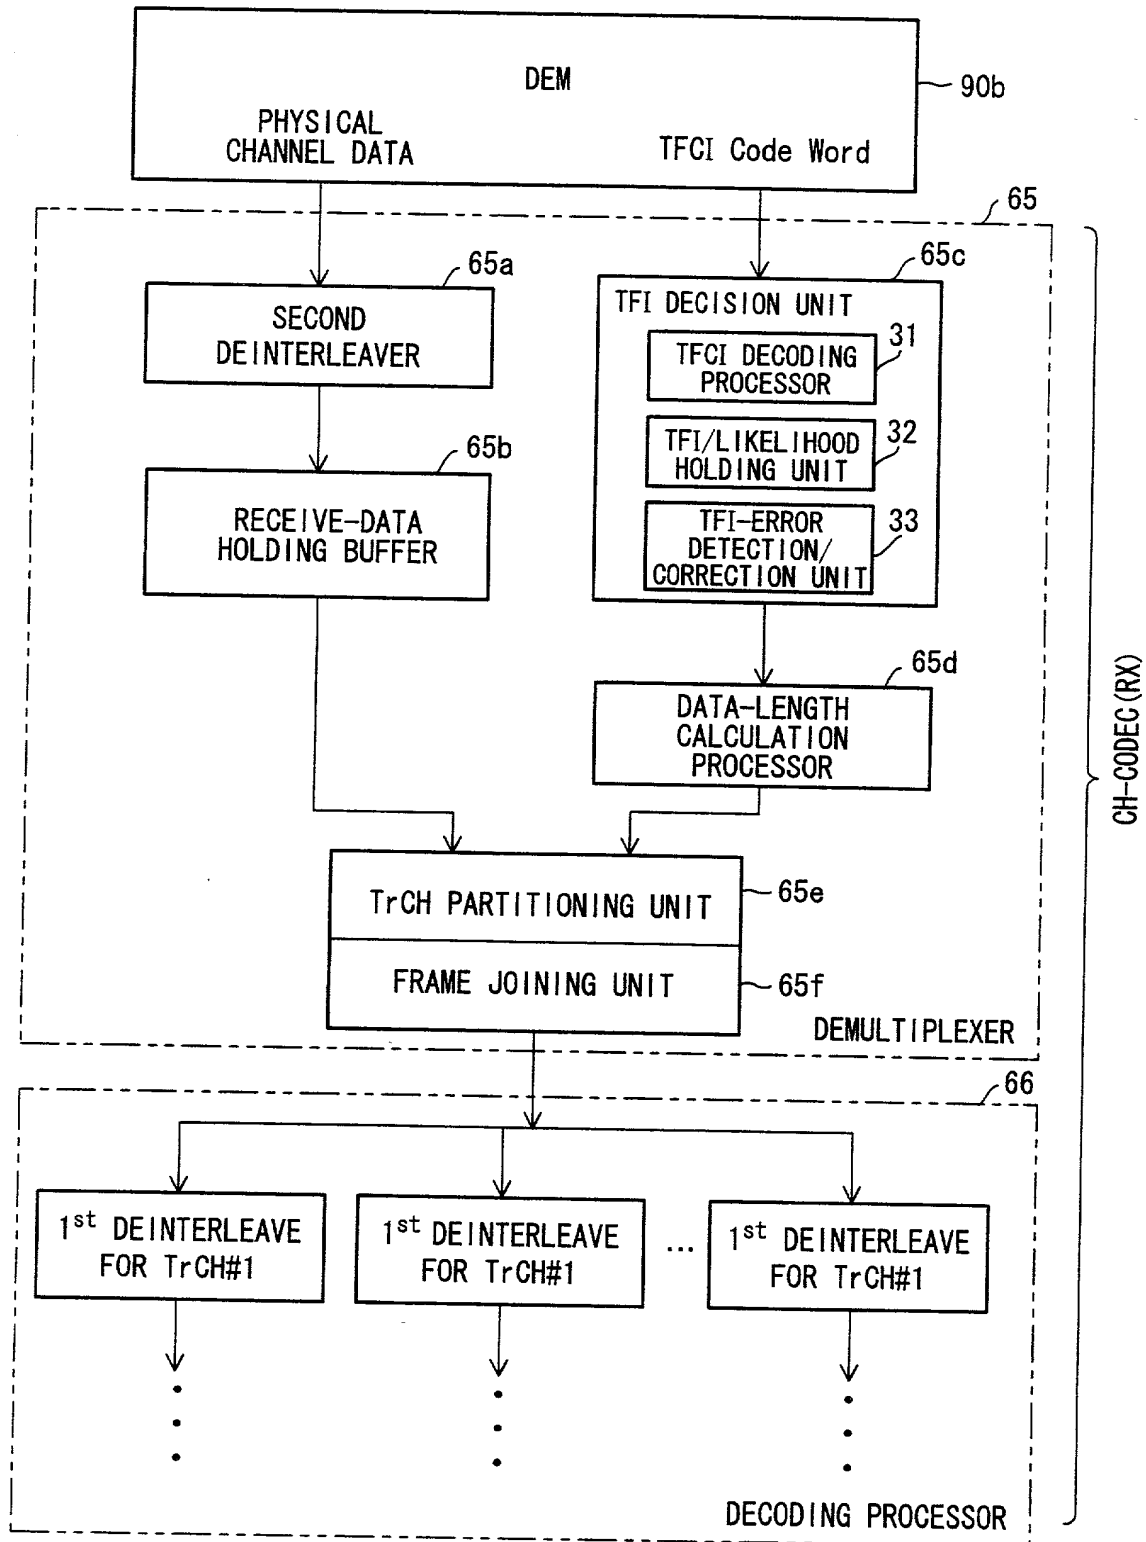 DEM
90b
PHYSICAL
CHANNEL DATA
TFCI Code Word
65
65a
SECOND
DEINTERLEAVER
65c
TFI DECISION UNIT
31
TFCI DECODING
PROCESSOR
32
TFI/LIKELIHOOD
HOLDING UNIT
33
TFI-ERROR
DETECTION/
CORRECTION UNIT
65b
RECEIVE-DATA
HOLDING BUFFER
65d
DATA-LENGTH
CALCULATION
PROCESSOR
CH-CODEC(RX)
TrCH PARTITIONING UNIT
65e
FRAME JOINING UNIT
65f
DEMULTIPLEXER
66
1st DEINTERLEAVE
FOR TrCH#1
1st DEINTERLEAVE
FOR TrCH#1
...
1st DEINTERLEAVE
FOR TrCH#1
DECODING PROCESSOR